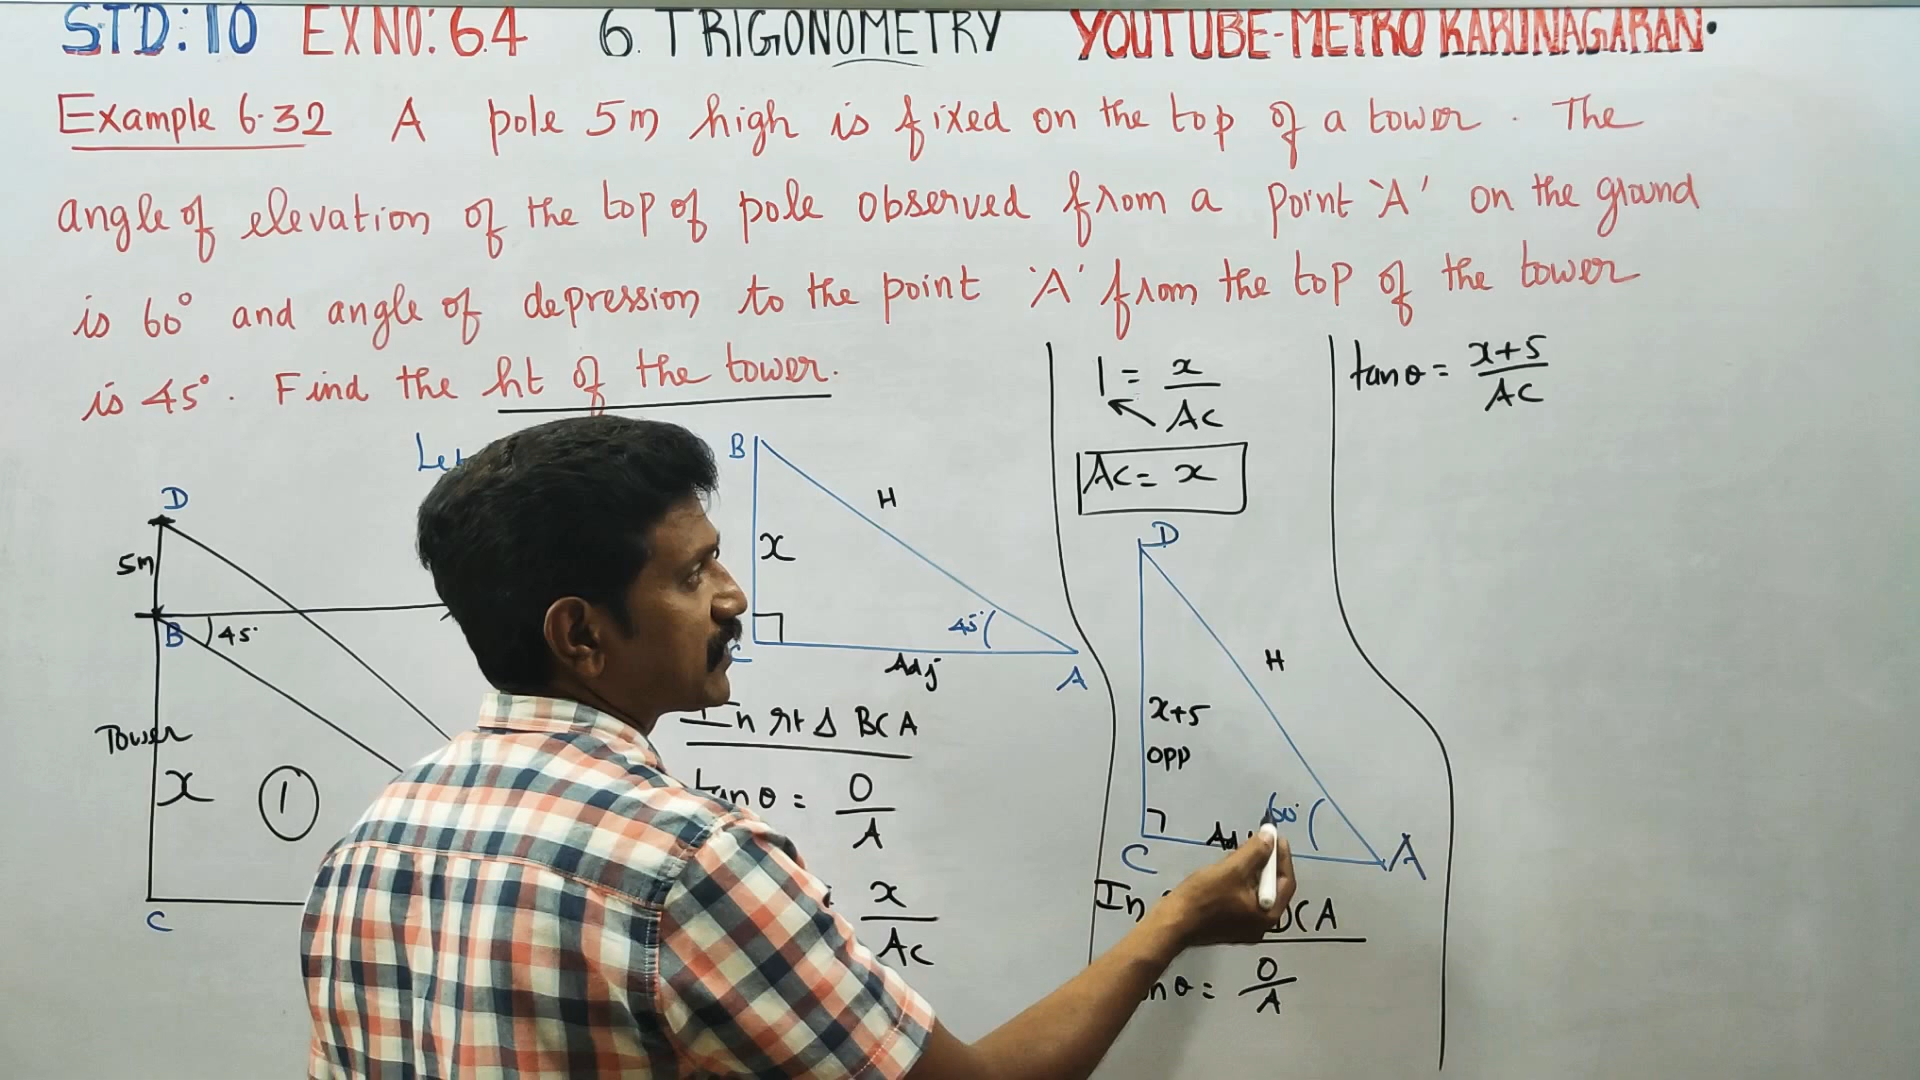 STD: 10 EX NO: 6.4 6. TRIGONOMETRY YOUTUBE-METRO KARUNAGARAN.
Example 6.32 A pole 5m high is fixed on the top of a tower. The
angle of elevation of the top of pole observed from a point 'A' on the ground
is 60° and angle of depression to the point 'A' from the top of the tower
is 45°. Find the ht of the tower.
D
5m
B 45°
Tower
x 1
C
B
H
x
45°
C Adj A
In rt Δ BCA
tan θ = O/A
x/AC
1 = x/AC
AC = x
D
H
x+5
opp
60°
C A
In CA
θ = O/A
tan θ = x+5/AC